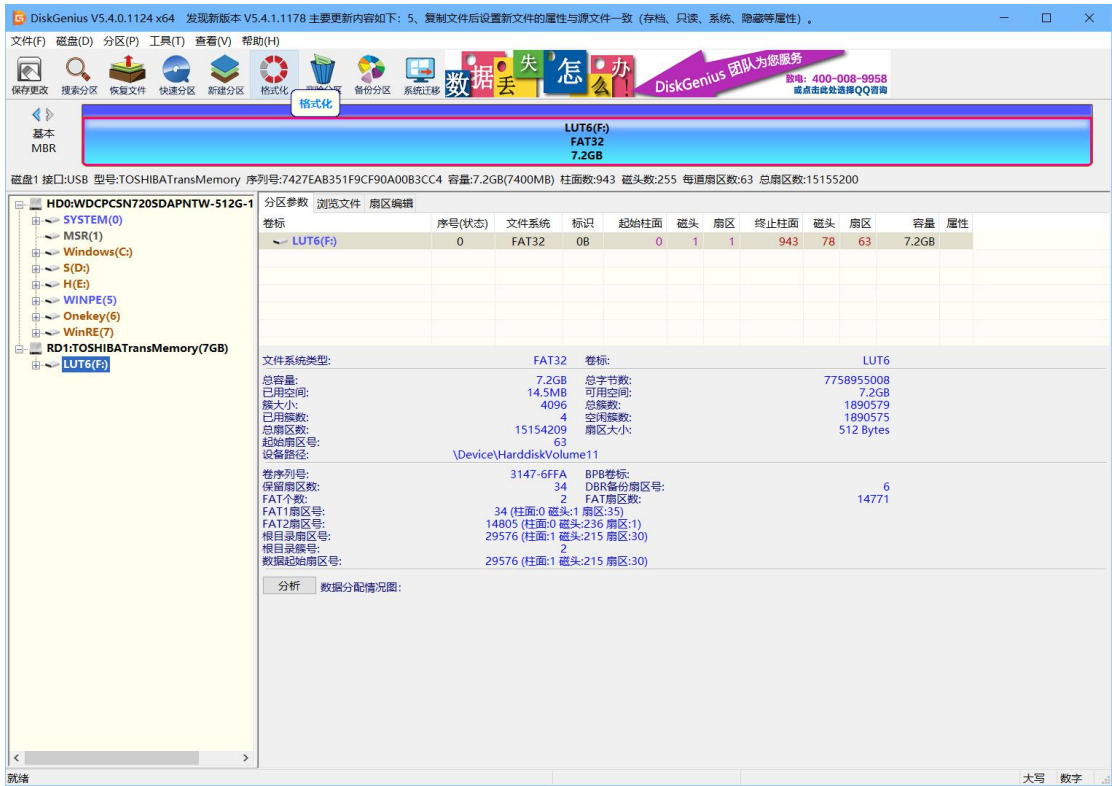 DiskGenius V5.4.0.1124 x64 发现新版本 V5.4.1.1178 主要更新内容如下：5、复制文件后设置新文件的属性与源文件一致（存档、只读、系统、隐藏等属性）。
文件(F) 磁盘(D) 分区(P) 工具(T) 查看(V) 帮助(H)
保存更改 搜索分区 恢复文件 快速分区 新建分区 格式化 备份分区 系统迁移
格式化
数据丢失怎么办！
DiskGenius 团队为您服务
致电：400-008-9958
或点击此处选择QQ咨询
基本
MBR
LUT6(F:)
FAT32
7.2GB
磁盘1 接口:USB 型号:TOSHIBATransMemory 序列号:7427EAB351F9CF90A00B3CC4 容量:7.2GB(7400MB) 柱面数:943 磁头数:255 每道扇区数:63 总扇区数:15155200
HD0:WDCPCSN720SDAPNTW-512G-1
SYSTEM(0)
MSR(1)
Windows(C:)
S(D:)
H(E:)
WINPE(5)
Onekey(6)
WinRE(7)
RD1:TOSHIBATransMemory(7GB)
LUT6(F:)
分区参数 浏览文件 扇区编辑
卷标 序号(状态) 文件系统 标识 起始柱面 磁头 扇区 终止柱面 磁头 扇区 容量 属性
LUT6(F:) 0 FAT32 0B 0 1 1 943 78 63 7.2GB
文件系统类型: FAT32 卷标: LUT6
总容量: 7.2GB 总字节数: 7758955008
已用空间: 14.5MB 可用空间: 7.2GB
簇大小: 4096 总簇数: 1890579
已用簇数: 4 空闲簇数: 1890575
总扇区数: 15154209 扇区大小: 512 Bytes
起始扇区号: 63
设备路径: \Device\HarddiskVolume11
卷序列号: 3147-6FFA BPB卷标:
保留扇区数: 34 DBR备份扇区号: 6
FAT个数: 2 FAT扇区数: 14771
FAT1扇区号: 34 (柱面:0 磁头:1 扇区:35)
FAT2扇区号: 14805 (柱面:0 磁头:236 扇区:1)
根目录扇区号: 29576 (柱面:1 磁头:215 扇区:30)
根目录簇号: 2
数据起始扇区号: 29576 (柱面:1 磁头:215 扇区:30)
分析 数据分配情况图:
就绪 大写 数字